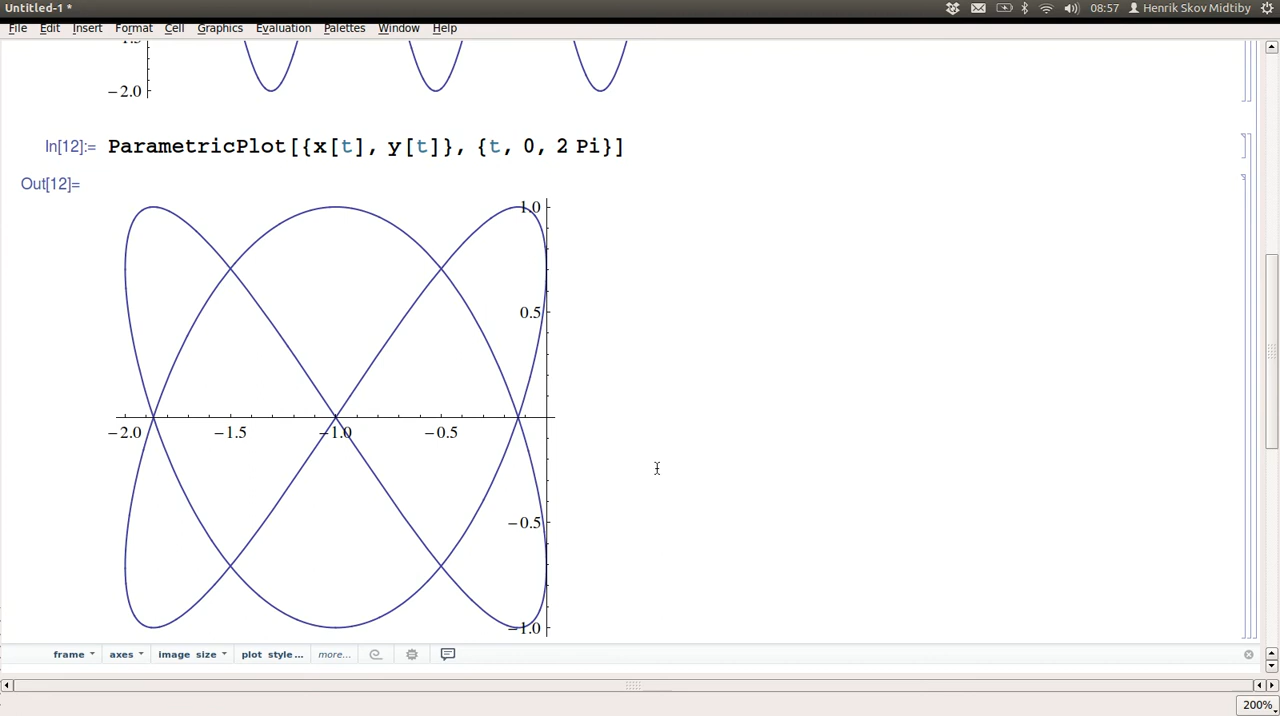 Untitled-1 * 08:57 Henrik Skov Midtiby
File Edit Insert Format Cell Graphics Evaluation Palettes Window Help
−2.0
In[12]:= ParametricPlot[{x[t], y[t]}, {t, 0, 2 Pi}]
Out[12]=
1.0
0.5
−2.0 −1.5 −1.0 −0.5
−0.5
−1.0
frame axes image size plot style... more...
200%